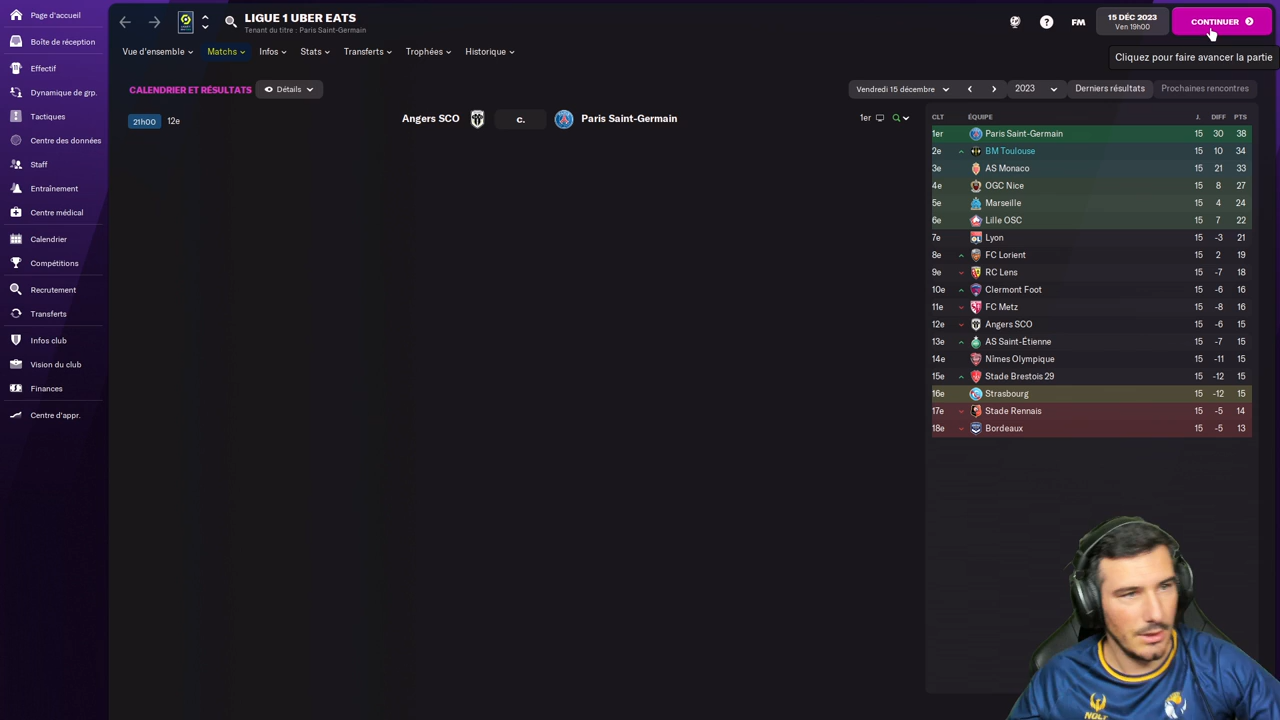 LIGUE 1 UBER EATS
Tenant du titre : Paris Saint-Germain
FM
15 DÉC 2023
Ven 19h00
CONTINUER
Cliquez pour faire avancer la partie
Page d'accueil
Boîte de réception
Effectif
Dynamique de grp.
Tactiques
Centre des données
Staff
Entraînement
Centre médical
Calendrier
Compétitions
Recrutement
Transferts
Infos club
Vision du club
Finances
Centre d'appr.
Vue d'ensemble Matchs Infos Stats Transferts Trophées Historique
CALENDRIER ET RÉSULTATS Détails
Vendredi 15 décembre 2023 Derniers résultats Prochaines rencontres
21h00 12e Angers SCO c. Paris Saint-Germain 1er
CLT ÉQUIPE J. DIFF PTS
1er Paris Saint-Germain 15 30 38
2e BM Toulouse 15 10 34
3e AS Monaco 15 21 33
4e OGC Nice 15 8 27
5e Marseille 15 4 24
6e Lille OSC 15 7 22
7e Lyon 15 -3 21
8e FC Lorient 15 2 19
9e RC Lens 15 -7 18
10e Clermont Foot 15 -6 16
11e FC Metz 15 -8 16
12e Angers SCO 15 -6 15
13e AS Saint-Étienne 15 -7 15
14e Nîmes Olympique 15 -11 15
15e Stade Brestois 29 15 -12 15
16e Strasbourg 15 -12 15
17e Stade Rennais 15 -5 14
18e Bordeaux 15 -5 13